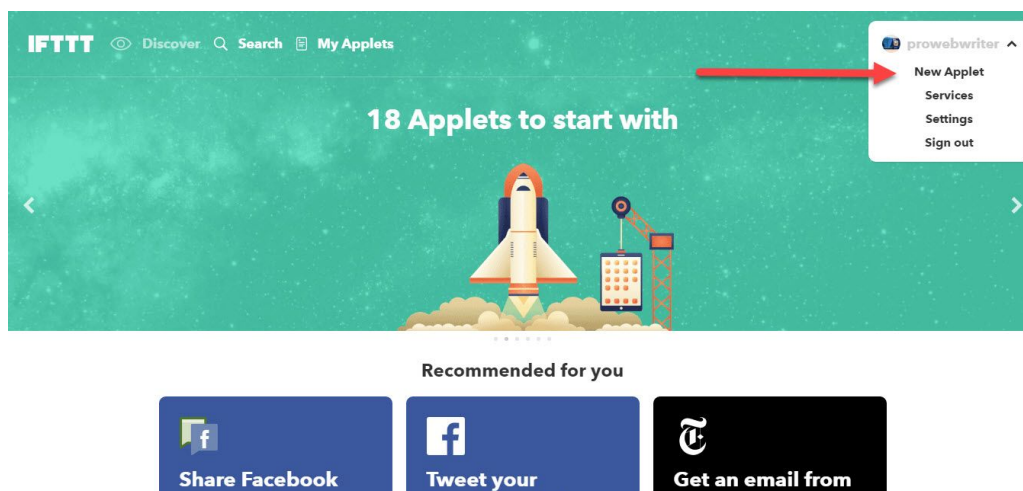 IFTTT Discover Search My Applets
prowebwriter
New Applet
Services
Settings
Sign out
18 Applets to start with
Recommended for you
Share Facebook
Tweet your
Get an email from